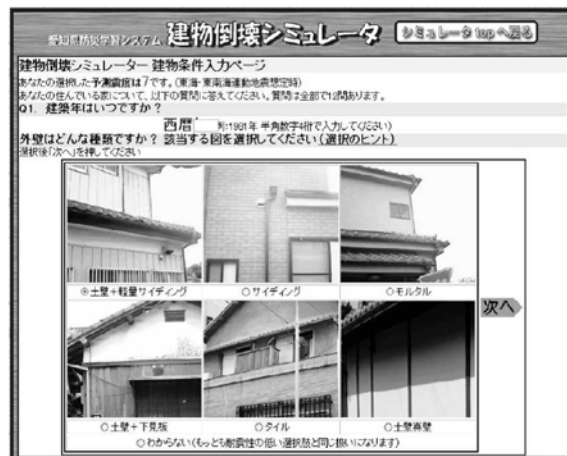 愛知県防災学習システム 建物倒壊シミュレータ シミュレータtopへ戻る
建物倒壊シミュレーター 建物条件入力ページ
あなたの選択した予測震度は7です。(東海・東南海連動地震想定時)
あなたの住んでいる家について、以下の質問に答えてください。質問は全部で12問あります。
Q1. 建築年はいつですか?
西暦 例:1981年 半角数字4桁で入力してください)
外壁はどんな種類ですか? 該当する図を選択してください(選択のヒント)
選択後「次へ」を押してください
土壁+軽量サイディング サイディング モルタル
次へ
土壁+下見板 タイル 土壁真壁
わからない(もっとも耐震性の低い選択肢と同じ扱いになります)